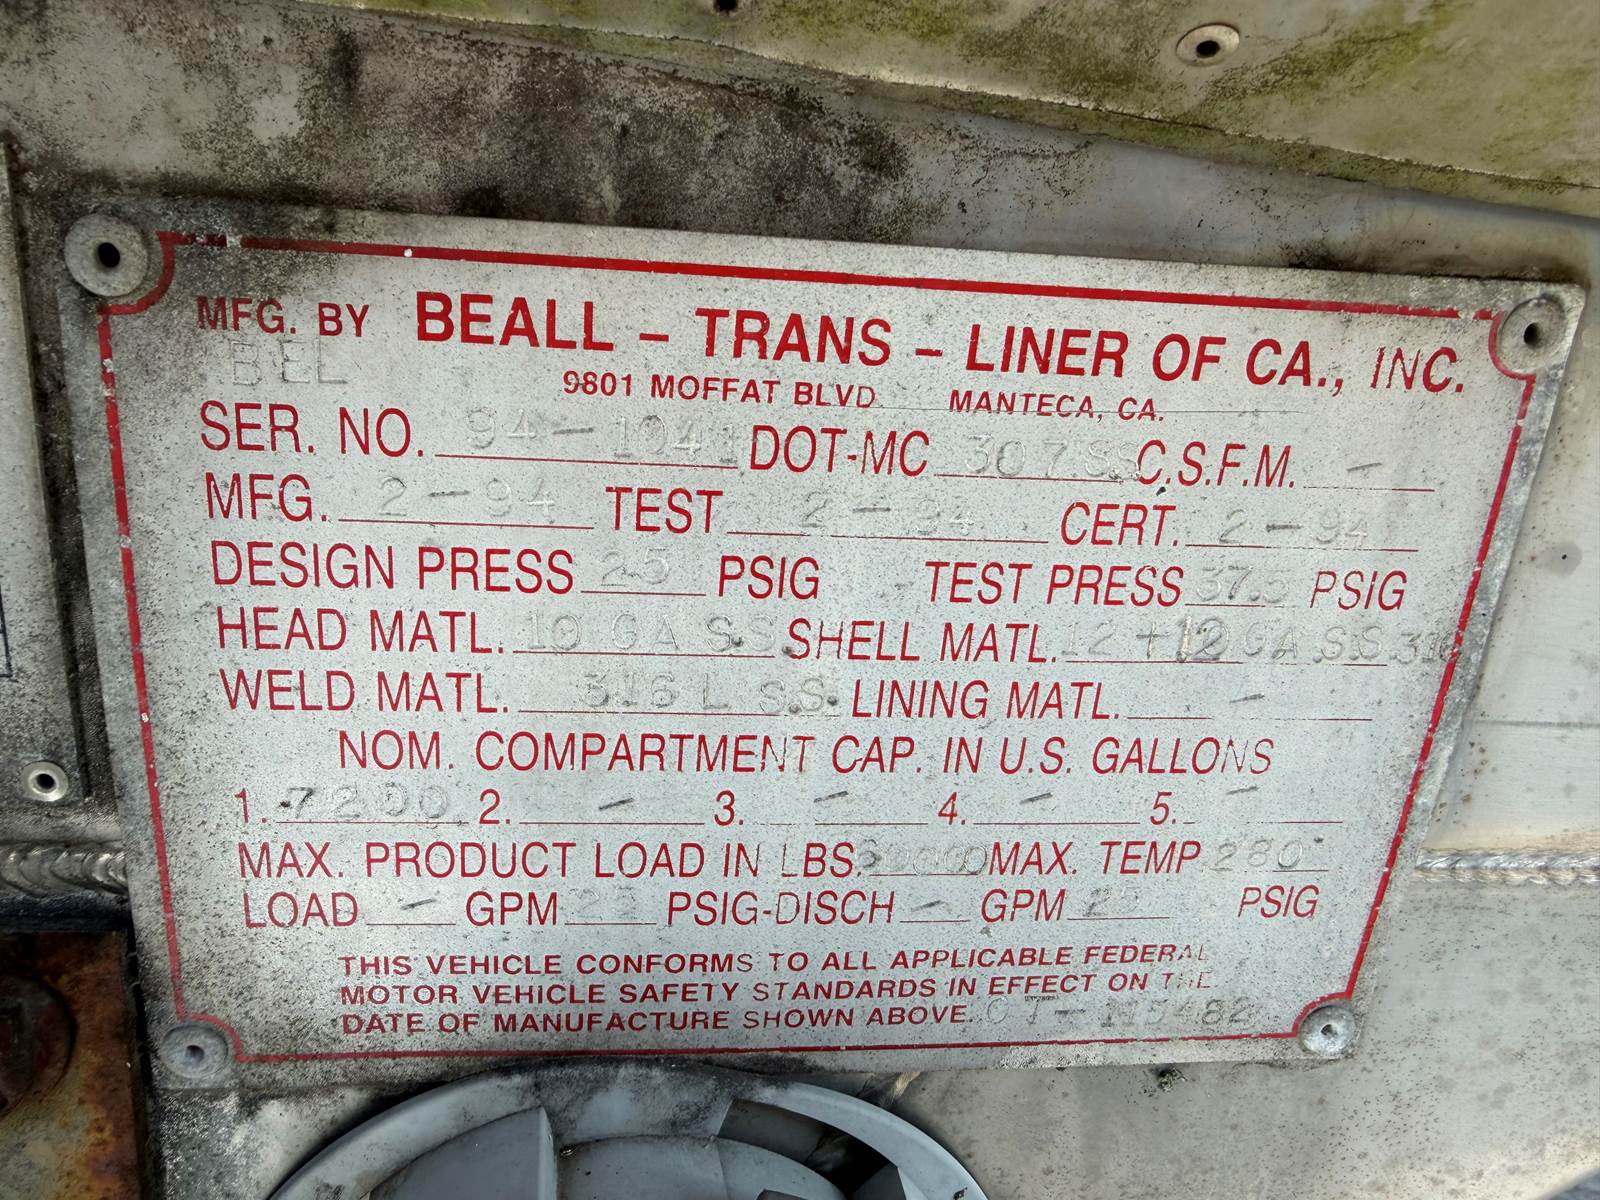 MFG. BY BEALL - TRANS - LINER OF CA., INC.
BEL
9801 MOFFAT BLVD. MANTECA, CA.
SER. NO. 94-1041 DOT-MC 307 SS C.S.F.M. -
MFG. 2-94 TEST 2-94 CERT. 2-94
DESIGN PRESS 25 PSIG TEST PRESS 37.5 PSIG
HEAD MATL. 10 GA S.S. SHELL MATL. 12 + 12 GA S.S. 316
WELD MATL. 316 L S.S. LINING MATL. -
NOM. COMPARTMENT CAP. IN U.S. GALLONS
1. 7200 2. - 3. - 4. - 5. -
MAX. PRODUCT LOAD IN LBS. MAX. TEMP
LOAD - GPM PSIG-DISCH - GPM 25 PSIG
THIS VEHICLE CONFORMS TO ALL APPLICABLE FEDERAL
MOTOR VEHICLE SAFETY STANDARDS IN EFFECT ON THE
DATE OF MANUFACTURE SHOWN ABOVE.